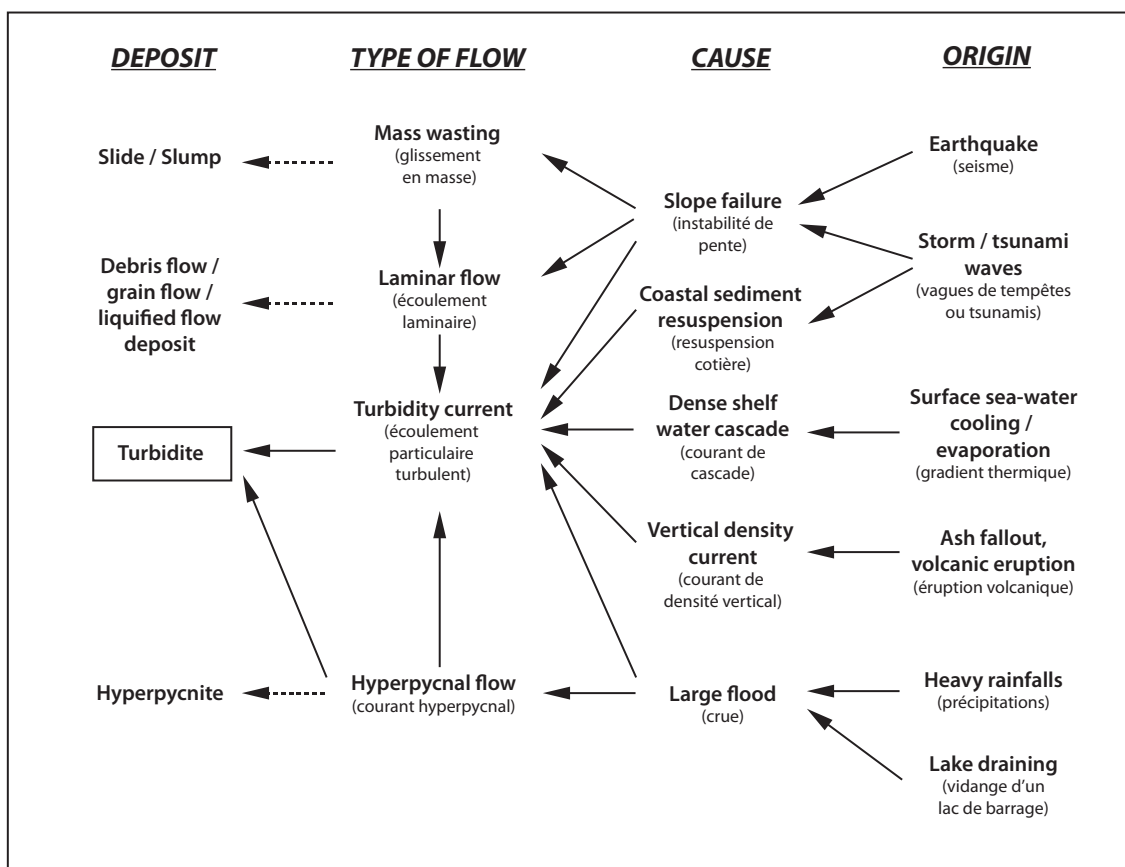 DEPOSIT
TYPE OF FLOW
CAUSE
ORIGIN
Slide / Slump
Debris flow /
grain flow /
liquified flow
deposit
Turbidite
Hyperpycnite
Mass wasting
(glissement
en masse)
Laminar flow
(écoulement
laminaire)
Turbidity current
(écoulement
particulaire
turbulent)
Hyperpycnal flow
(courant hyperpycnal)
Slope failure
(instabilité de
pente)
Coastal sediment
resuspension
(resuspension
cotière)
Dense shelf
water cascade
(courant de
cascade)
Vertical density
current
(courant de
densité vertical)
Large flood
(crue)
Earthquake
(seisme)
Storm / tsunami
waves
(vagues de tempêtes
ou tsunamis)
Surface sea-water
cooling /
evaporation
(gradient thermique)
Ash fallout,
volcanic eruption
(éruption volcanique)
Heavy rainfalls
(précipitations)
Lake draining
(vidange d'un
lac de barrage)